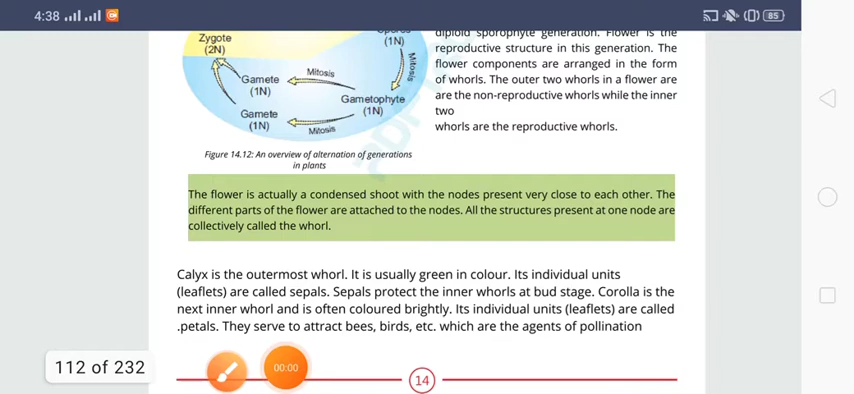 4:38
85
diploid sporophyte generation. Flower is the
Zygote
(2N)
Spores
(1N)
reproductive structure in this generation. The
flower components are arranged in the form
of whorls. The outer two whorls in a flower are
are the non-reproductive whorls while the inner
two
whorls are the reproductive whorls.
Mitosis
Mitosis
Gamete
(1N)
Gametophyte
(1N)
Gamete
(1N)
Mitosis
Figure 14.12: An overview of alternation of generations
in plants
The flower is actually a condensed shoot with the nodes present very close to each other. The
different parts of the flower are attached to the nodes. All the structures present at one node are
collectively called the whorl.
Calyx is the outermost whorl. It is usually green in colour. Its individual units
(leaflets) are called sepals. Sepals protect the inner whorls at bud stage. Corolla is the
next inner whorl and is often coloured brightly. Its individual units (leaflets) are called
.petals. They serve to attract bees, birds, etc. which are the agents of pollination
112 of 232
00:00
14